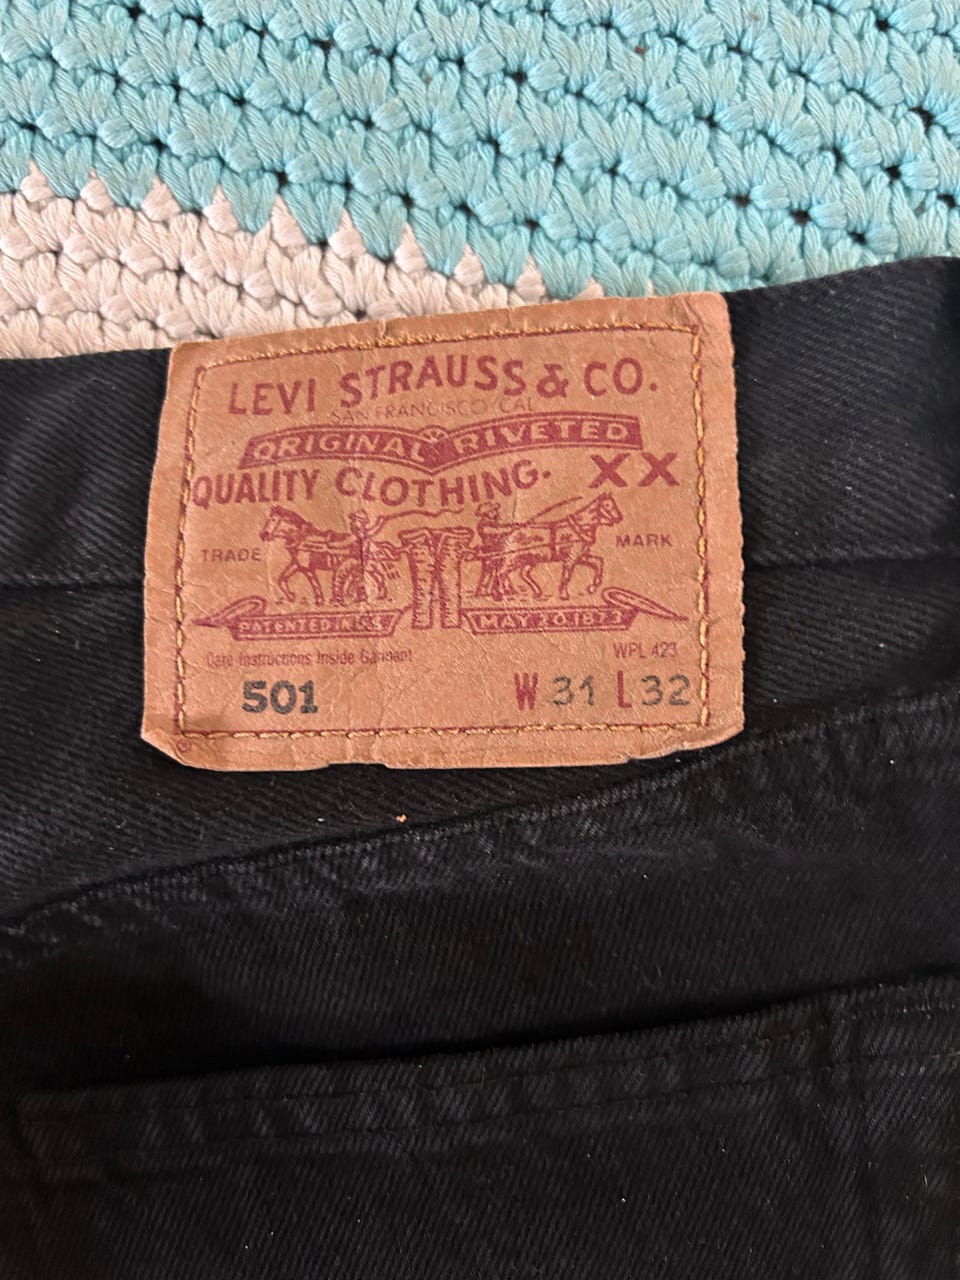 LEVI STRAUSS & CO.
SAN FRANCISCO CAL
ORIGINAL RIVETED
QUALITY CLOTHING. XX
TRADE MARK
PATENTED IN U.S. MAY 20 1873
Care Instructions Inside Garment WPL 423
501 W 31 L 32
®